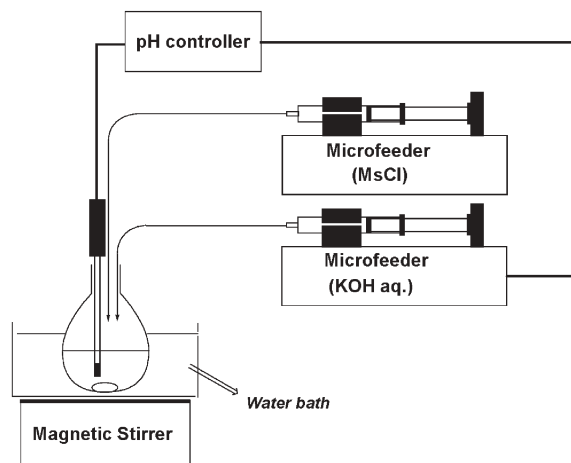 pH controller
Microfeeder
(MsCl)
Microfeeder
(KOH aq.)
Water bath
Magnetic Stirrer